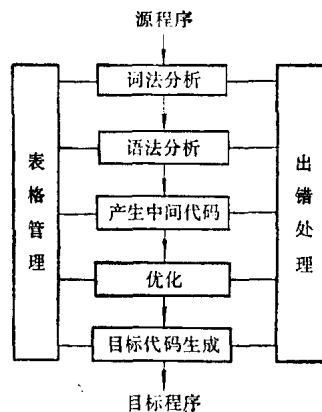 源程序
词法分析
语法分析
产生中间代码
优化
目标代码生成
目标程序
表格管理
出错处理